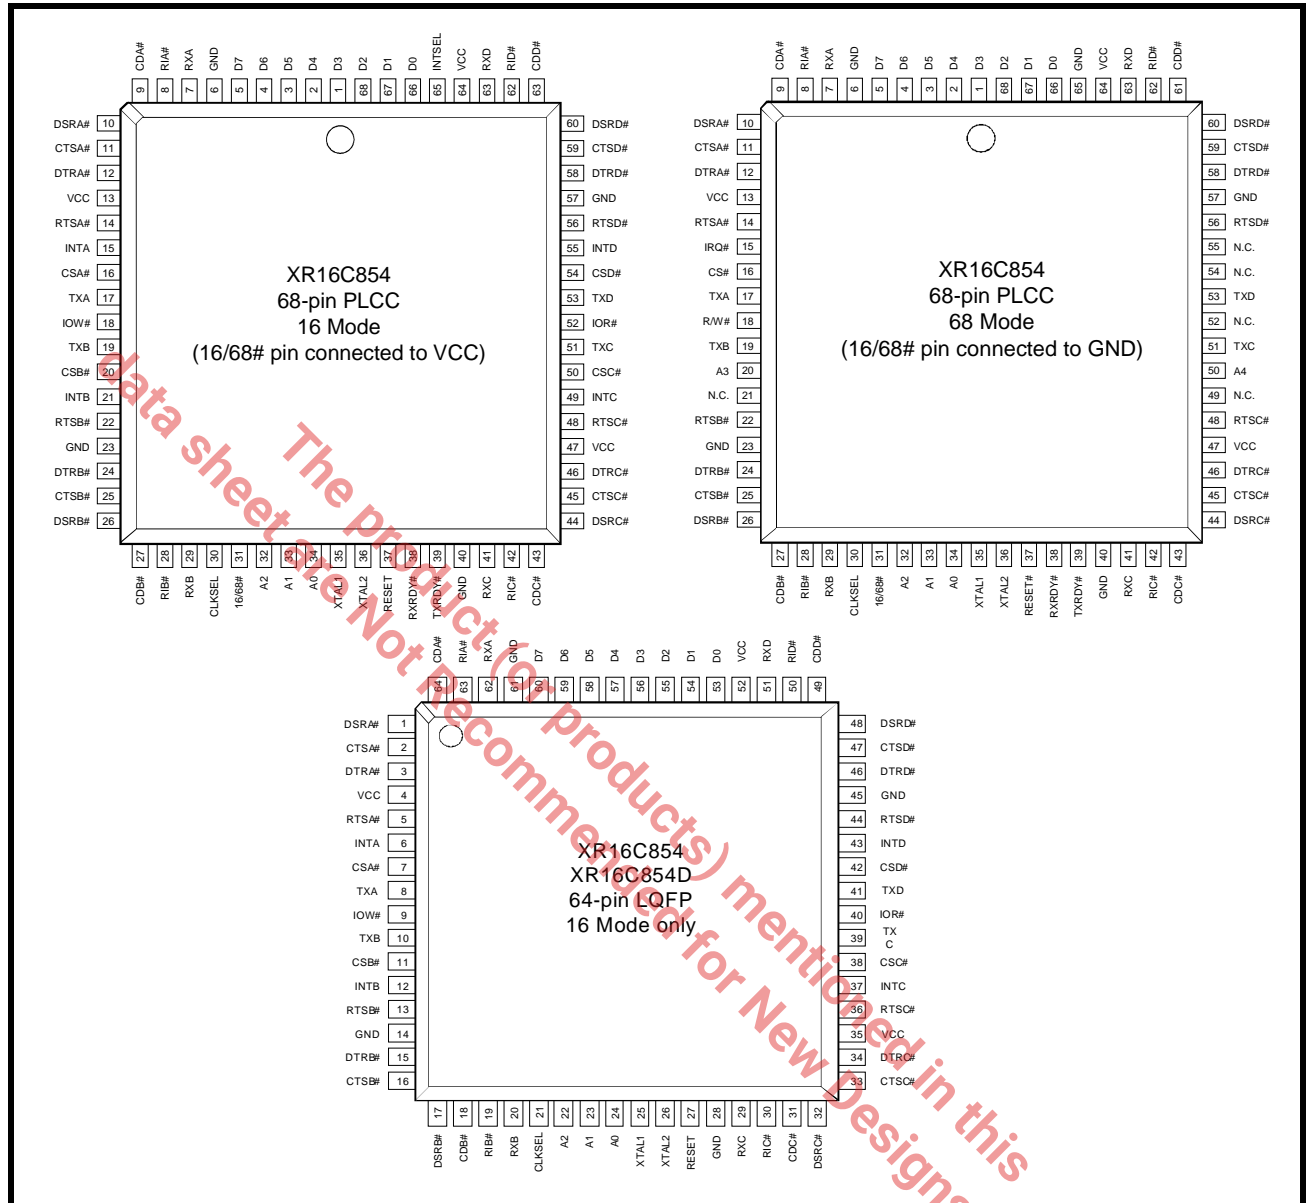 CDA# RIA# RXA GND D7 D6 D5 D4 D3 D2 D1 D0 INTSEL VCC RXD RID# CDD#
9 8 7 6 5 4 3 2 1 68 67 66 65 64 63 62 63
DSRA# 10 60 DSRD#
CTSA# 11 59 CTSD#
DTRA# 12 58 DTRD#
VCC 13 57 GND
RTSA# 14 56 RTSD#
INTA 15 55 INTD
CSA# 16 54 CSD#
TXA 17 53 TXD
IOW# 18 52 IOR#
TXB 19 51 TXC
CSB# 20 50 CSC#
INTB 21 49 INTC
RTSB# 22 48 RTSC#
GND 23 47 VCC
DTRB# 24 46 DTRC#
CTSB# 25 45 CTSC#
DSRB# 26 44 DSRC#
XR16C854
68-pin PLCC
16 Mode
(16/68# pin connected to VCC)
27 28 29 30 31 32 33 34 35 36 37 38 39 40 41 42 43
CDB# RIB# RXB CLKSEL 16/68# A2 A1 A0 XTAL1 XTAL2 RESET RXRDY# TXRDY# GND RXC RIC# CDC#
CDA# RIA# RXA GND D7 D6 D5 D4 D3 D2 D1 D0 GND VCC RXD RID# CDD#
9 8 7 6 5 4 3 2 1 68 67 66 65 64 63 62 61
DSRA# 10 60 DSRD#
CTSA# 11 59 CTSD#
DTRA# 12 58 DTRD#
VCC 13 57 GND
RTSA# 14 56 RTSD#
IRQ# 15 55 N.C.
CS# 16 54 N.C.
TXA 17 53 TXD
R/W# 18 52 N.C.
TXB 19 51 TXC
A3 20 50 A4
N.C. 21 49 N.C.
RTSB# 22 48 RTSC#
GND 23 47 VCC
DTRB# 24 46 DTRC#
CTSB# 25 45 CTSC#
DSRB# 26 44 DSRC#
XR16C854
68-pin PLCC
68 Mode
(16/68# pin connected to GND)
27 28 29 30 31 32 33 34 35 36 37 38 39 40 41 42 43
CDB# RIB# RXB CLKSEL 16/68# A2 A1 A0 XTAL1 XTAL2 RESET# RXRDY# TXRDY# GND RXC RIC# CDC#
CDA# RIA# RXA GND D7 D6 D5 D4 D3 D2 D1 D0 VCC RXD RID# CDD#
64 63 62 61 60 59 58 57 56 55 54 53 52 51 50 49
DSRA# 1 48 DSRD#
CTSA# 2 47 CTSD#
DTRA# 3 46 DTRD#
VCC 4 45 GND
RTSA# 5 44 RTSD#
INTA 6 43 INTD
CSA# 7 42 CSD#
TXA 8 41 TXD
IOW# 9 40 IOR#
TXB 10 39 TX
C
CSB# 11 38 CSC#
INTB 12 37 INTC
RTSB# 13 36 RTSC#
GND 14 35 VCC
DTRB# 15 34 DTRC#
CTSB# 16 33 CTSC#
XR16C854
XR16C854D
64-pin LQFP
16 Mode only
17 18 19 20 21 22 23 24 25 26 27 28 29 30 31 32
DSRB# CDB# RIB# RXB CLKSEL A2 A1 A0 XTAL1 XTAL2 RESET GND RXC RIC# CDC# DSRC#
The product (or products) mentioned in this
data sheet are Not Recommended for New Designs